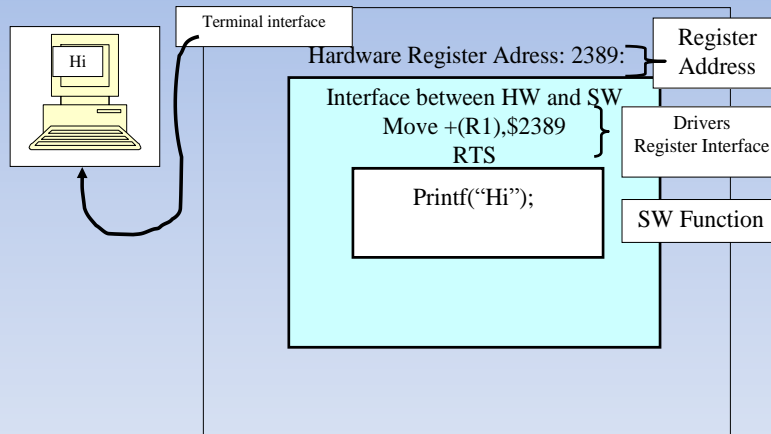 Terminal interface
Hi
Hardware Register Adress: 2389:
Register
Address
Interface between HW and SW
Move +(R1),$2389
RTS
Drivers
Register Interface
Printf(“Hi”);
SW Function